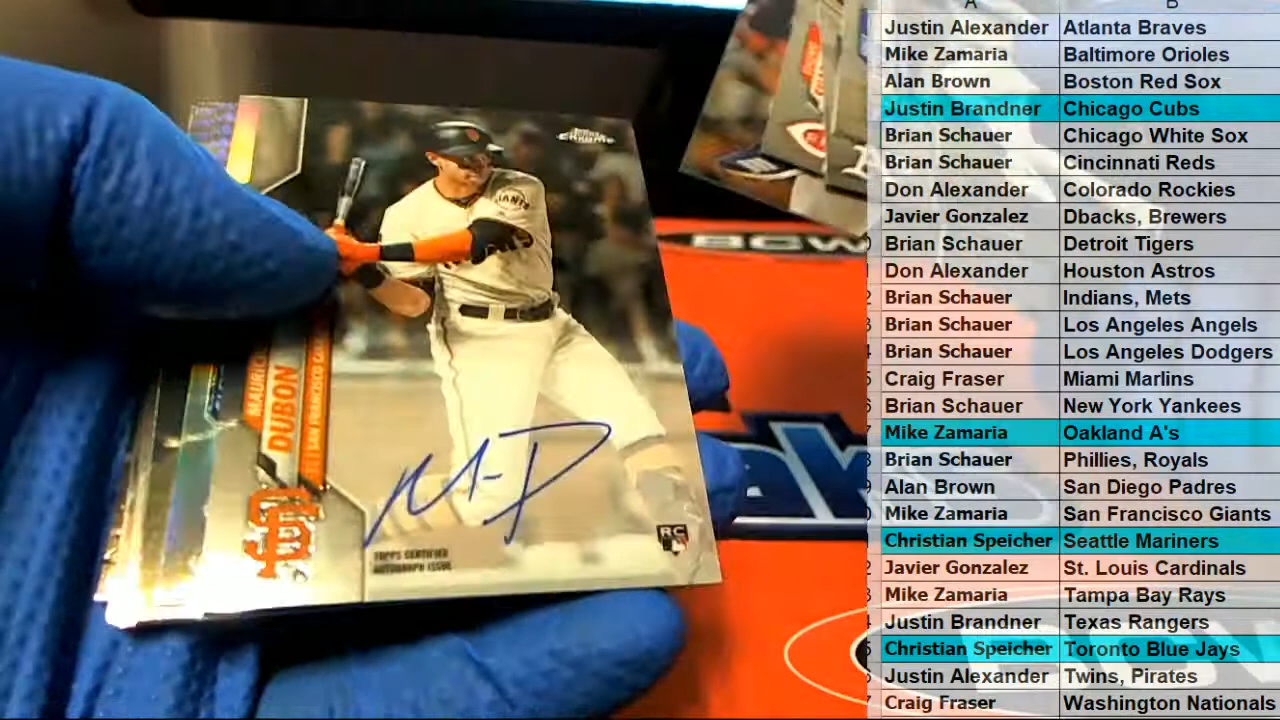 A B
Justin Alexander Atlanta Braves
Mike Zamaria Baltimore Orioles
Alan Brown Boston Red Sox
Justin Brandner Chicago Cubs
Brian Schauer Chicago White Sox
Brian Schauer Cincinnati Reds
Don Alexander Colorado Rockies
Javier Gonzalez Dbacks, Brewers
Brian Schauer Detroit Tigers
Don Alexander Houston Astros
Brian Schauer Indians, Mets
Brian Schauer Los Angeles Angels
Brian Schauer Los Angeles Dodgers
Craig Fraser Miami Marlins
Brian Schauer New York Yankees
Mike Zamaria Oakland A's
Brian Schauer Phillies, Royals
Alan Brown San Diego Padres
Mike Zamaria San Francisco Giants
Christian Speicher Seattle Mariners
Javier Gonzalez St. Louis Cardinals
Mike Zamaria Tampa Bay Rays
Justin Brandner Texas Rangers
Christian Speicher Toronto Blue Jays
Justin Alexander Twins, Pirates
Craig Fraser Washington Nationals
Topps
CHROME
GIANTS
DUBON
SAN FRANCISCO
SF
TOPPS CERTIFIED
AUTOGRAPH ISSUE
RC
BCW